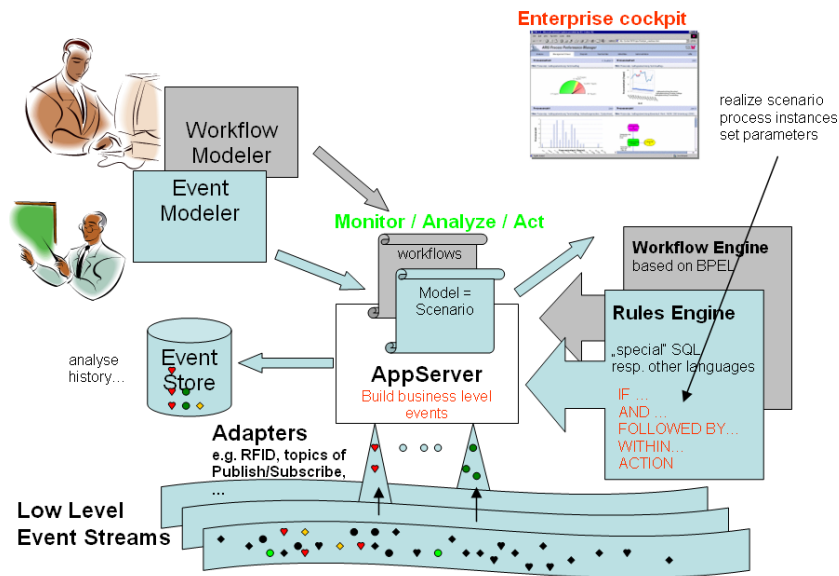 Enterprise cockpit
realize scenario
process instances
set parameters
Workflow
Modeler
Event
Modeler
Monitor / Analyze / Act
workflows
Model =
Scenario
Workflow Engine
based on BPEL
Rules Engine
„special" SQL
resp. other languages
IF ...
AND ...
FOLLOWED BY...
WITHIN...
ACTION
analyse
history...
Event
Store
AppServer
Build business level
events
Adapters
e.g. RFID, topics of
Publish/Subscribe,
...
Low Level
Event Streams